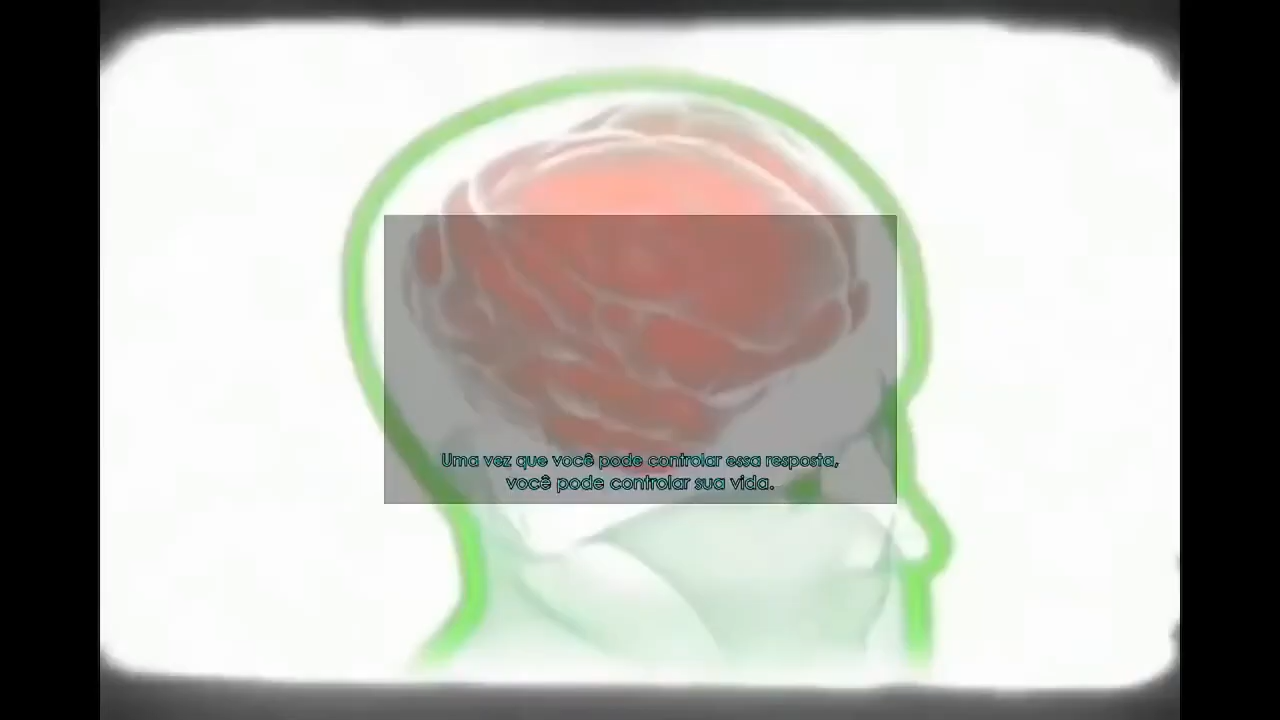 Uma vez que você pode controlar essa resposta,
você pode controlar sua vida.